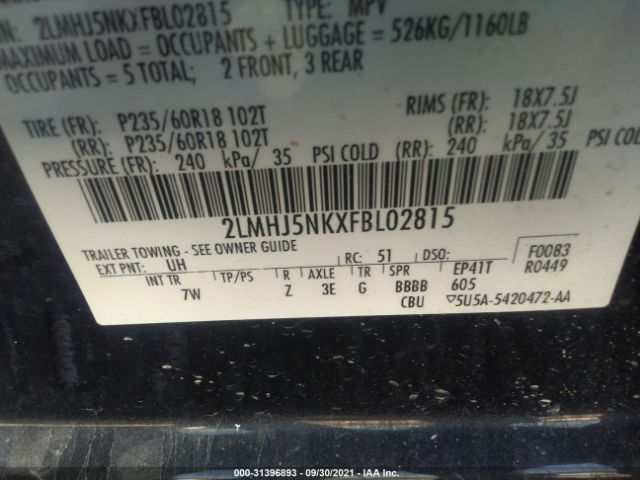 TYPE: MPV
N: 2LMHJ5NKXFBL02815
MAXIMUM LOAD = OCCUPANTS + LUGGAGE = 526KG/1160LB
OCCUPANTS = 5 TOTAL; 2 FRONT, 3 REAR
TIRE (FR): P235/60R18 102T RIMS (FR): 18X7.5J
(RR): P235/60R18 102T (RR): 18X7.5J
PRESSURE (FR): 240 kPa/ 35 PSI COLD (RR): 240 kPa/ 35 PSI COL
2LMHJ5NKXFBL02815
TRAILER TOWING - SEE OWNER GUIDE
EXT PNT: UH RC: 51 DSO: F0083
INT TR TP/PS R AXLE TR SPR EP41T R0449
7W Z 3E G BBBB 605
CBU ▽5U5A-5420472-AA
000-31396893 - 09/30/2021 - IAA Inc.